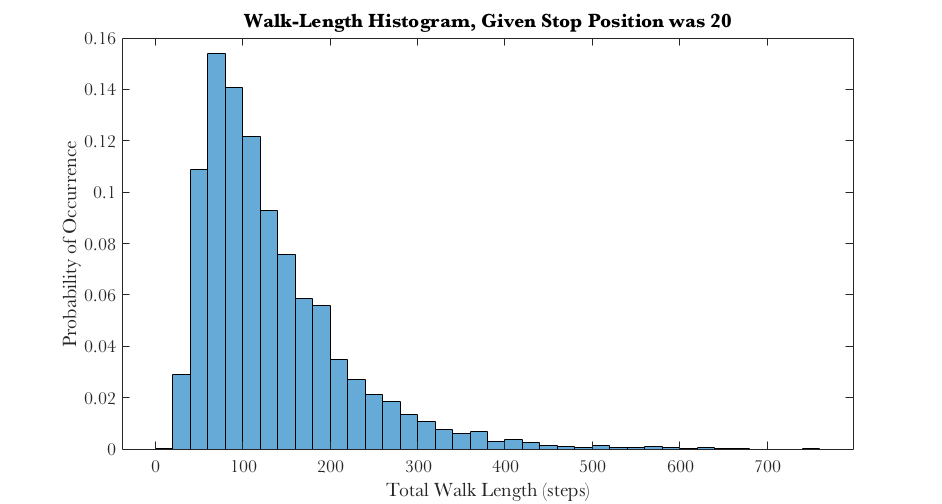 Walk-Length Histogram, Given Stop Position was 20
0.16
0.14
0.12
0.1
0.08
0.06
0.04
0.02
0
Probability of Occurrence
0 100 200 300 400 500 600 700
Total Walk Length (steps)